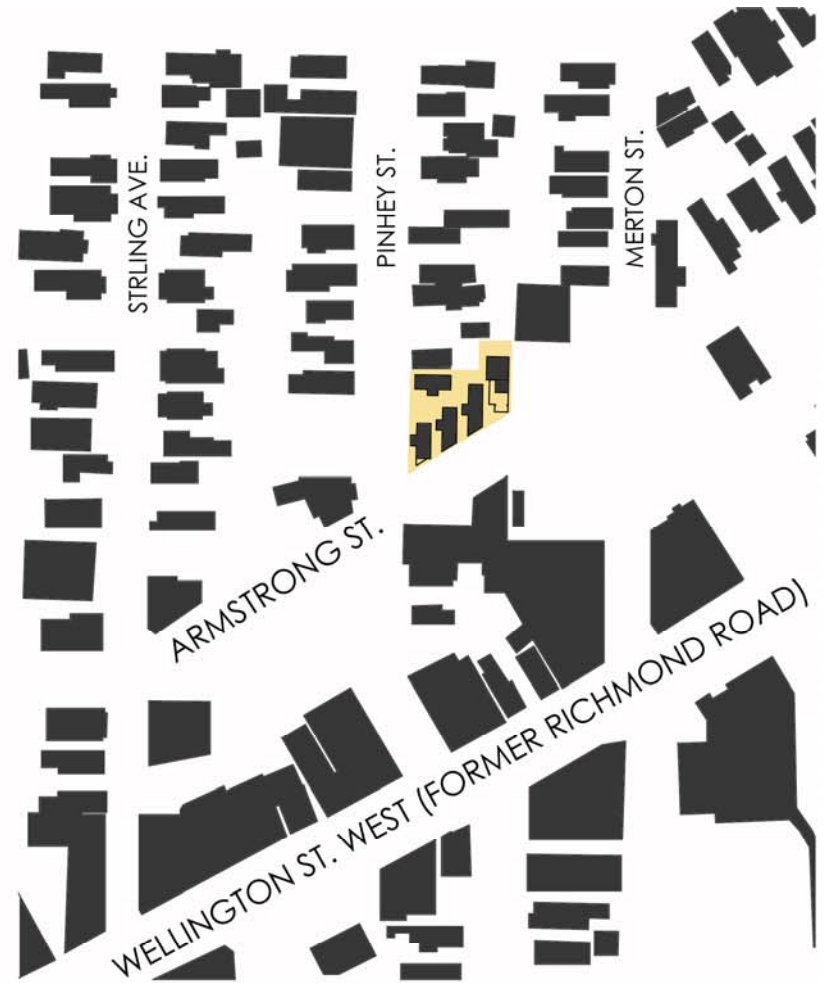 STRLING AVE.
PINHEY ST.
MERTON ST.
ARMSTRONG ST.
WELLINGTON ST. WEST (FORMER RICHMOND ROAD)